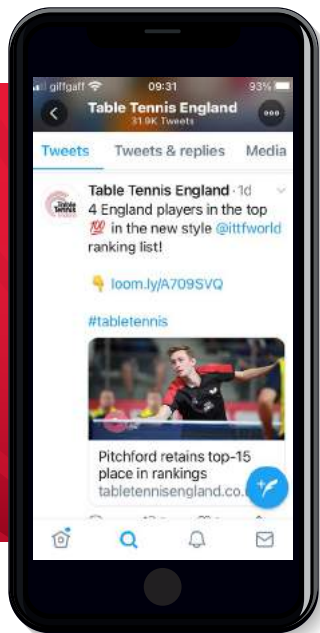 giffgaff 09:31 93%
Table Tennis England
31.9K Tweets
Tweets Tweets & replies Media
Table Tennis England · 1d
4 England players in the top
💯 in the new style @ittfworld
ranking list!
👇 loom.ly/A709SVQ
#tabletennis
Pitchford retains top-15
place in rankings
tabletennisengland.co.